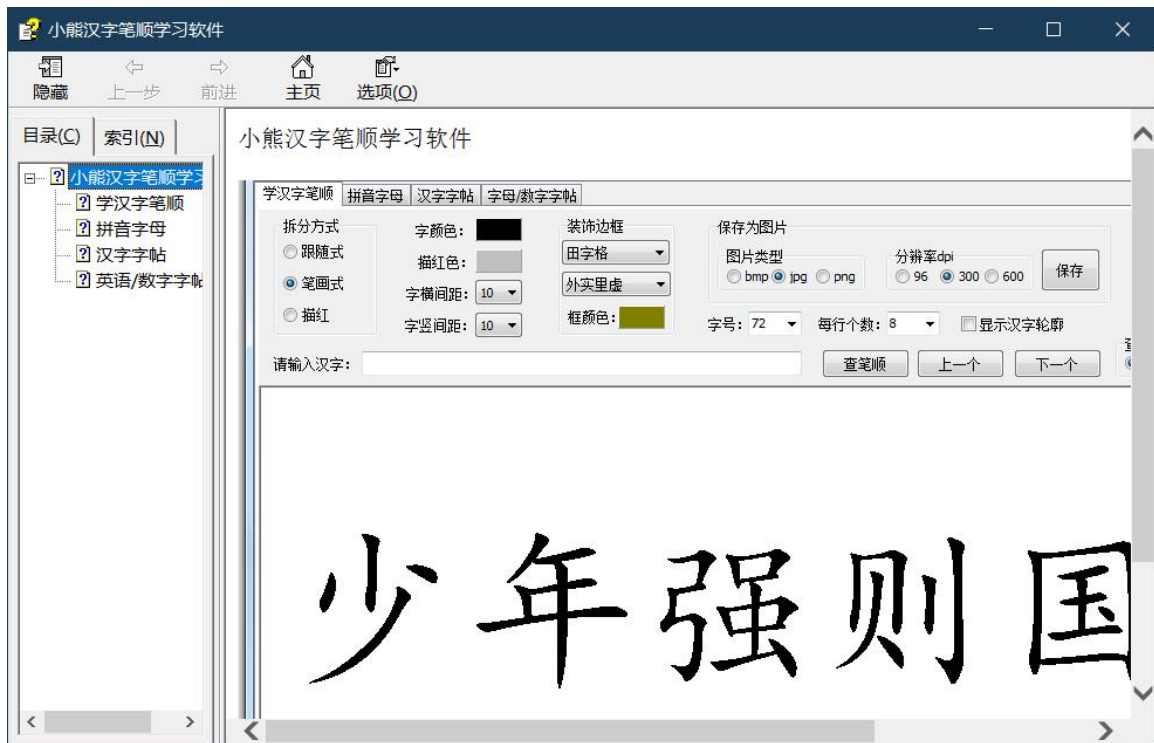 小熊汉字笔顺学习软件
隐藏 上一步 前进 主页 选项(O)
目录(C) 索引(N)
小熊汉字笔顺学习
学汉字笔顺
拼音字母
汉字字帖
英语/数字字帖
小熊汉字笔顺学习软件
学汉字笔顺 拼音字母 汉字字帖 字母/数字字帖
拆分方式 字颜色: 装饰边框 保存为图片
跟随式 田字格 图片类型 分辨率dpi
描红色: bmp jpg png 96 300 600 保存
笔画式 字横间距: 10 外实里虚
描红 字竖间距: 10 框颜色: 字号: 72 每行个数: 8 显示汉字轮廓
请输入汉字: 查笔顺 上一个 下一个
少年强则国